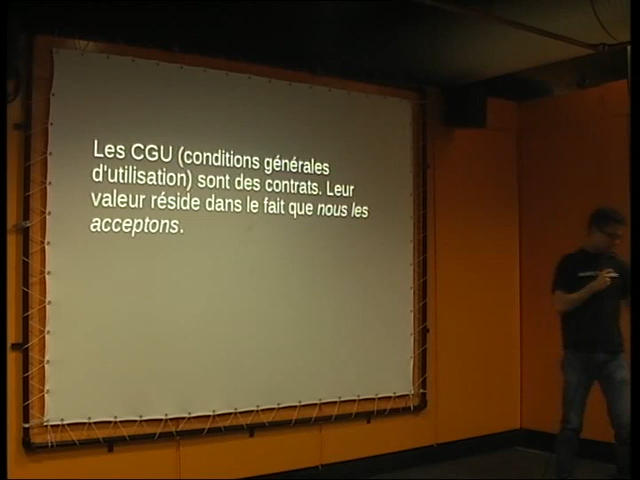 Les CGU (conditions générales
d'utilisation) sont des contrats. Leur
valeur réside dans le fait que nous les
acceptons.